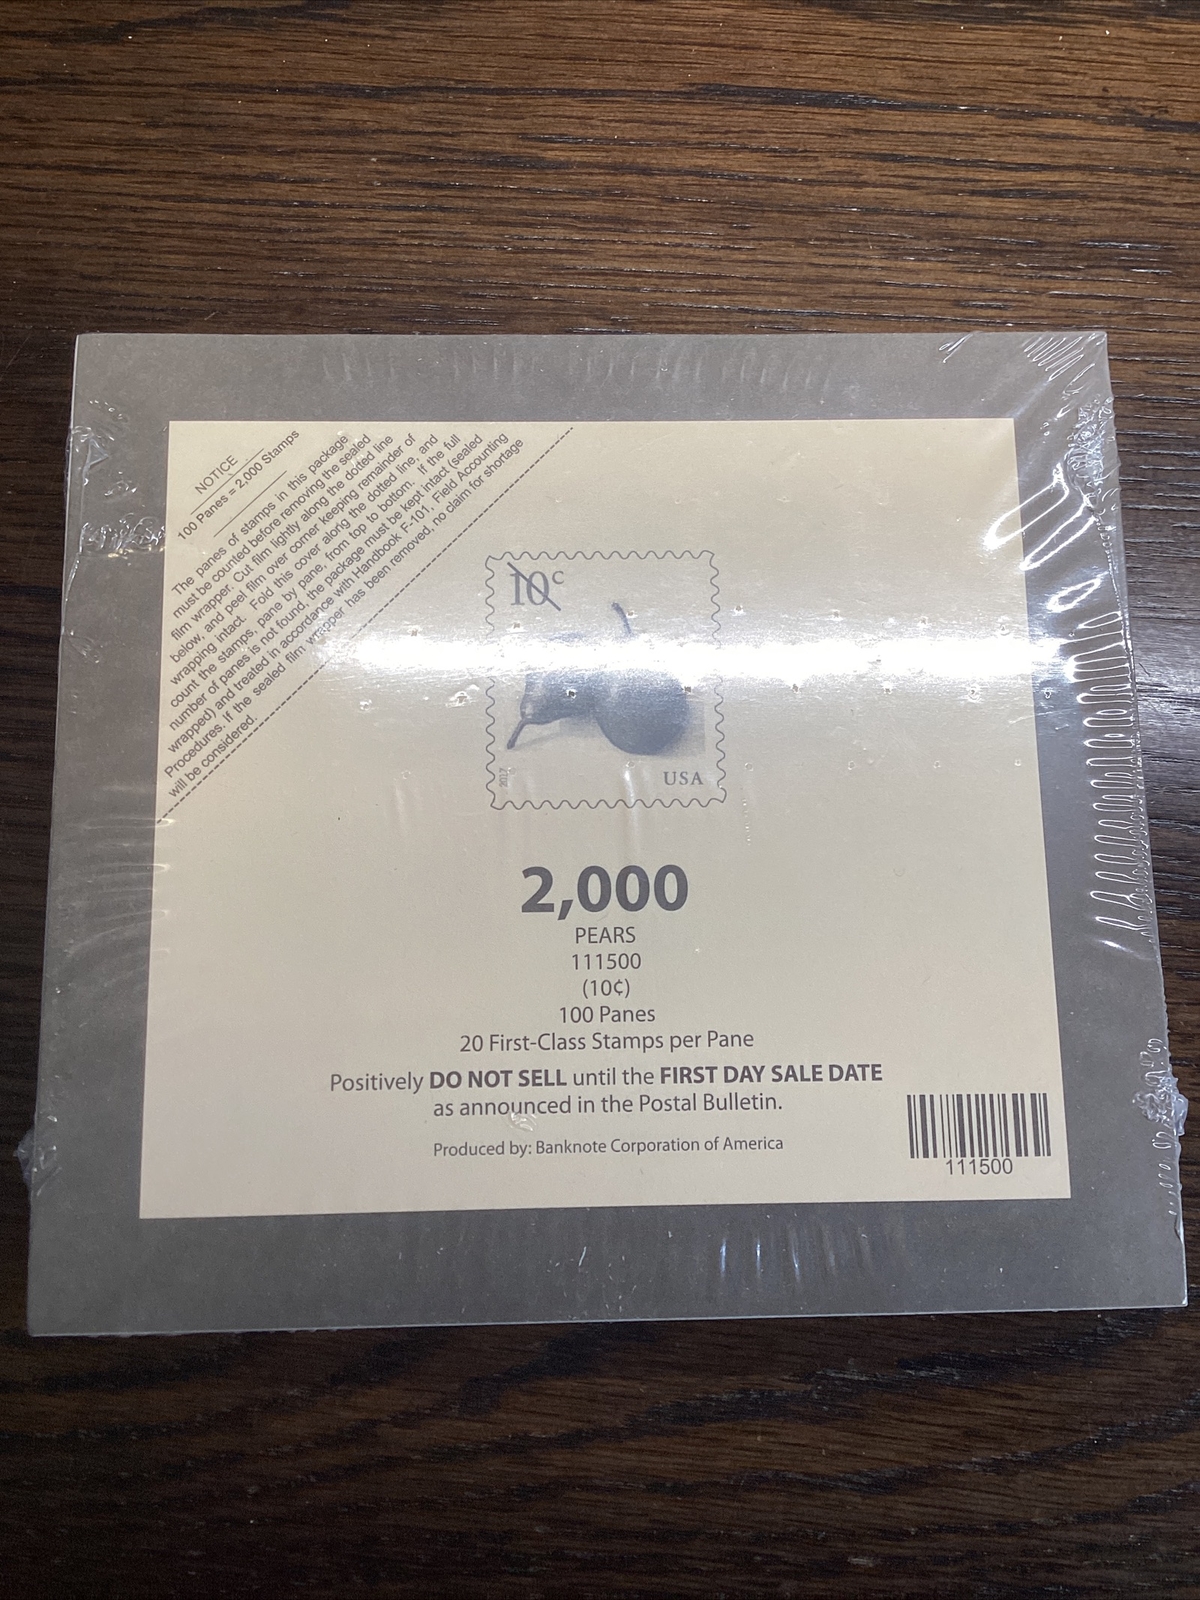 NOTICE
100 Panes = 2,000 Stamps
The panes of stamps in this package
must be counted before removing the sealed
film wrapper. Cut film lightly along the dotted line
below, and peel film over corner keeping remainder of
wrapping intact. Fold this cover along the dotted line, and
count the stamps, pane by pane, from top to bottom. If the full
number of panes is not found, the package must be kept intact (sealed
wrapped) and treated in accordance with Handbook F-101, Field Accounting
Procedures. If the sealed film wrapper has been removed, no claim for shortage
will be considered.
10c
2017
USA
2,000
PEARS
111500
(10¢)
100 Panes
20 First-Class Stamps per Pane
Positively DO NOT SELL until the FIRST DAY SALE DATE
as announced in the Postal Bulletin.
Produced by: Banknote Corporation of America
111500